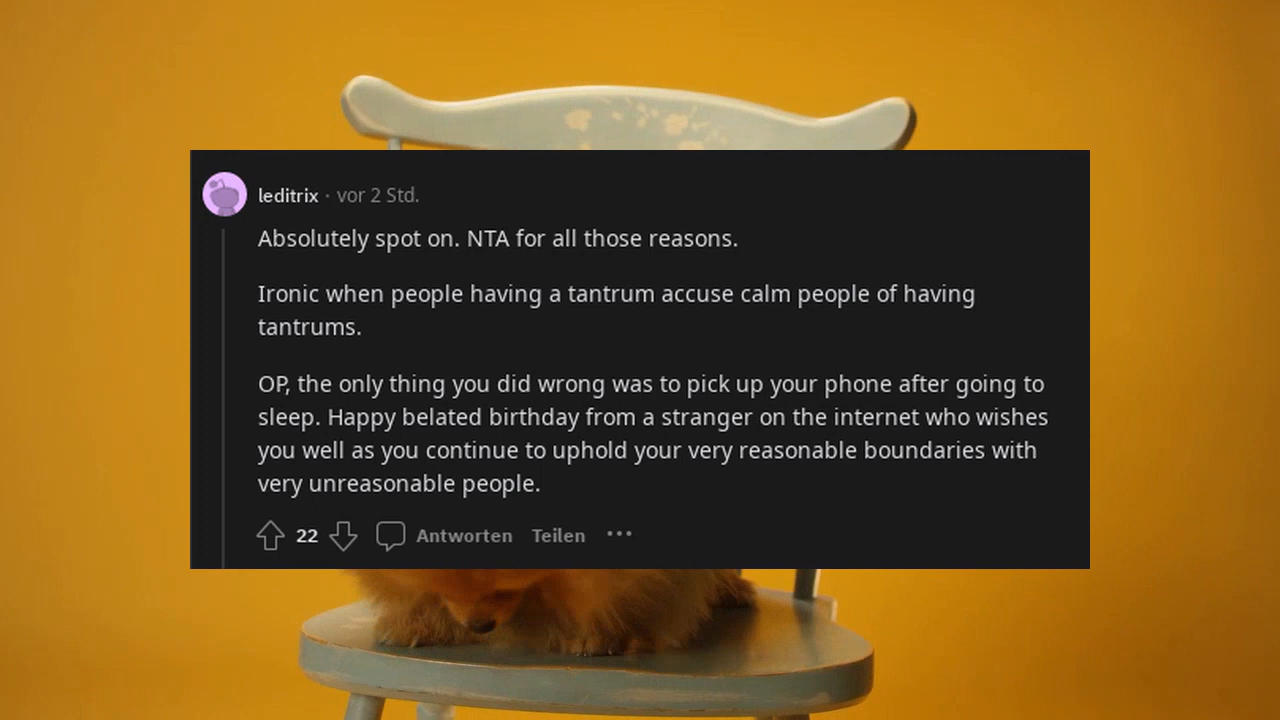 leditrix · vor 2 Std.
Absolutely spot on. NTA for all those reasons.
Ironic when people having a tantrum accuse calm people of having
tantrums.
OP, the only thing you did wrong was to pick up your phone after going to
sleep. Happy belated birthday from a stranger on the internet who wishes
you well as you continue to uphold your very reasonable boundaries with
very unreasonable people.
22 Antworten Teilen ···